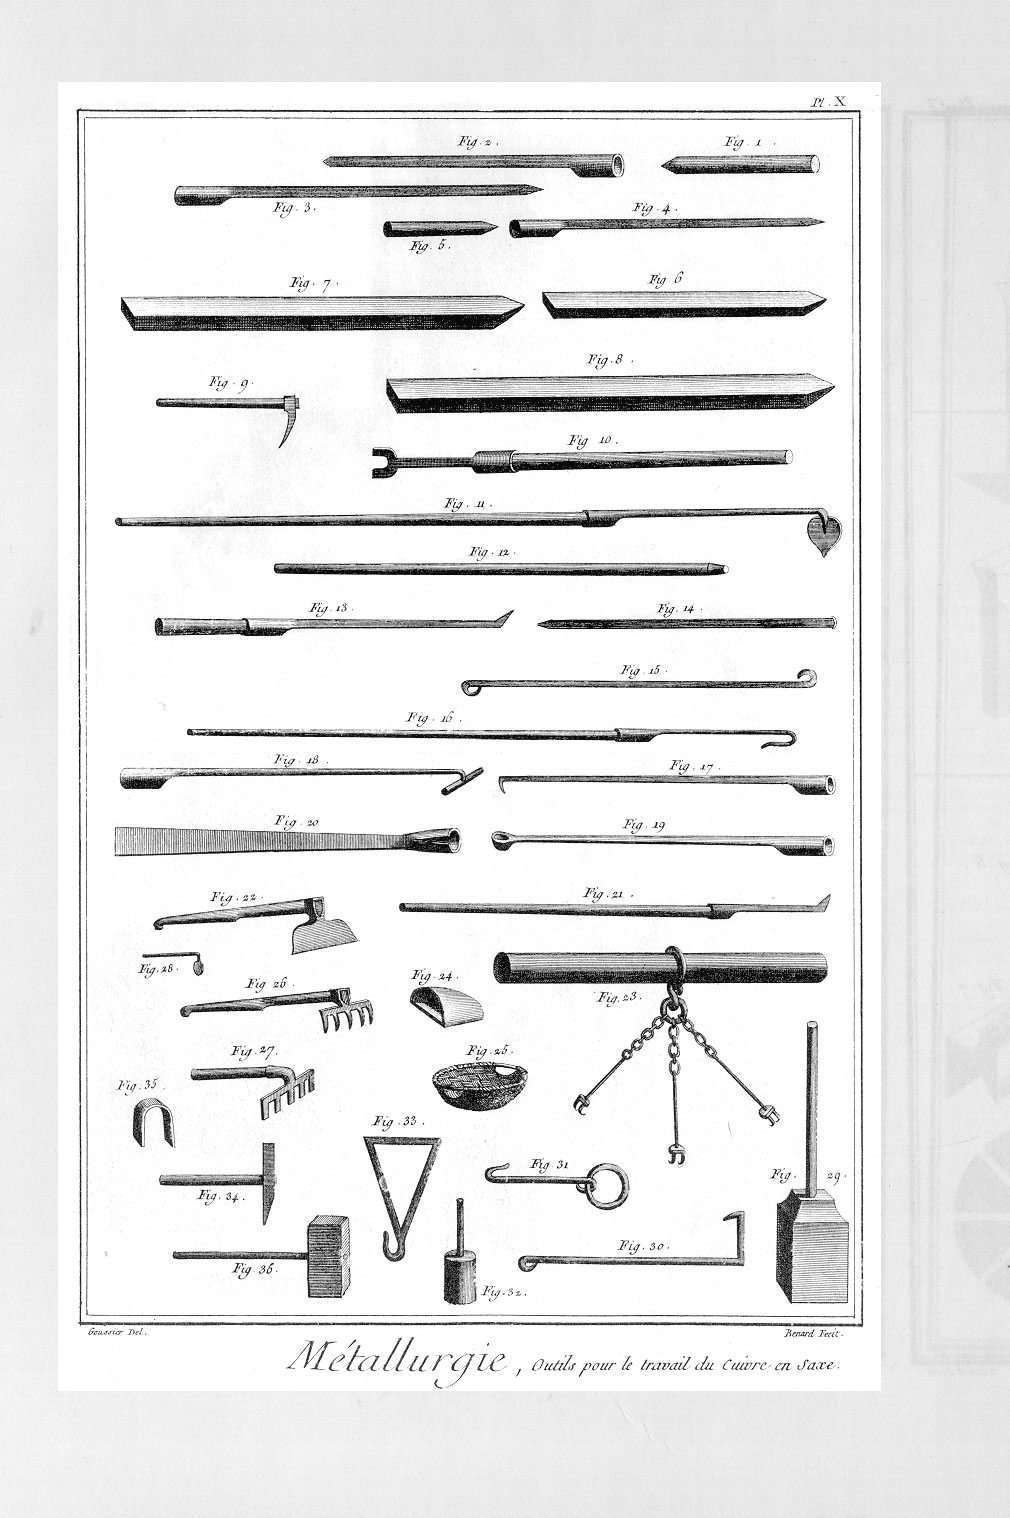 Pl. X
Fig. 2.
Fig. 1.
Fig. 3.
Fig. 4.
Fig. 5.
Fig. 7.
Fig. 6
Fig. 8.
Fig. 9.
Fig 10.
Fig. 11.
Fig. 12.
Fig. 13.
Fig. 14.
Fig. 15.
Fig. 16.
Fig. 18.
Fig. 17.
Fig. 20
Fig. 19
Fig. 22.
Fig. 21.
Fig. 28.
Fig 26.
Fig. 24.
Fig. 23.
Fig. 27.
Fig. 25.
Fig. 35.
Fig. 33.
Fig. 31
Fig. 29.
Fig. 34.
Fig. 36.
Fig. 30.
Fig. 32.
Goussier Del.
Benard Fecit.
Métallurgie, Outils pour le travail du Cuivre en Saxe.